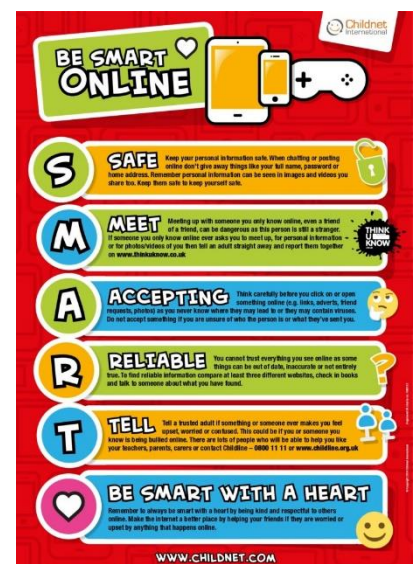 Childnet
International
BE SMART
ONLINE
S
SAFE Keep your personal information safe. When chatting or posting
online don't give away things like your full name, password or
home address. Remember personal information can be seen in images and videos you
share too. Keep them safe to keep yourself safe.
M
MEET Meeting up with someone you only know online, even a friend
of a friend, can be dangerous as this person is still a stranger.
If someone you only know online ever asks you to meet up, for personal information
or for photos/videos of you then tell an adult straight away and report them together
on www.thinkuknow.co.uk
THINK
U
KNOW
A
ACCEPTING Think carefully before you click on or open
something online (e.g. links, adverts, friend
requests, photos) as you never know where they may lead to or they may contain viruses.
Do not accept something if you are unsure of who the person is or what they've sent you.
R
RELIABLE You cannot trust everything you see online as some
things can be out of date, inaccurate or not entirely
true. To find reliable information compare at least three different websites, check in books
and talk to someone about what you have found.
T
TELL Tell a trusted adult if something or someone ever makes you feel
upset, worried or confused. This could be if you or someone you
know is being bullied online. There are lots of people who will be able to help you like
your teachers, parents, carers or contact Childline – 0800 11 11 or www.childline.org.uk
BE SMART WITH A HEART
Remember to always be smart with a heart by being kind and respectful to others
online. Make the internet a better place by helping your friends if they are worried or
upset by anything that happens online.
WWW.CHILDNET.COM